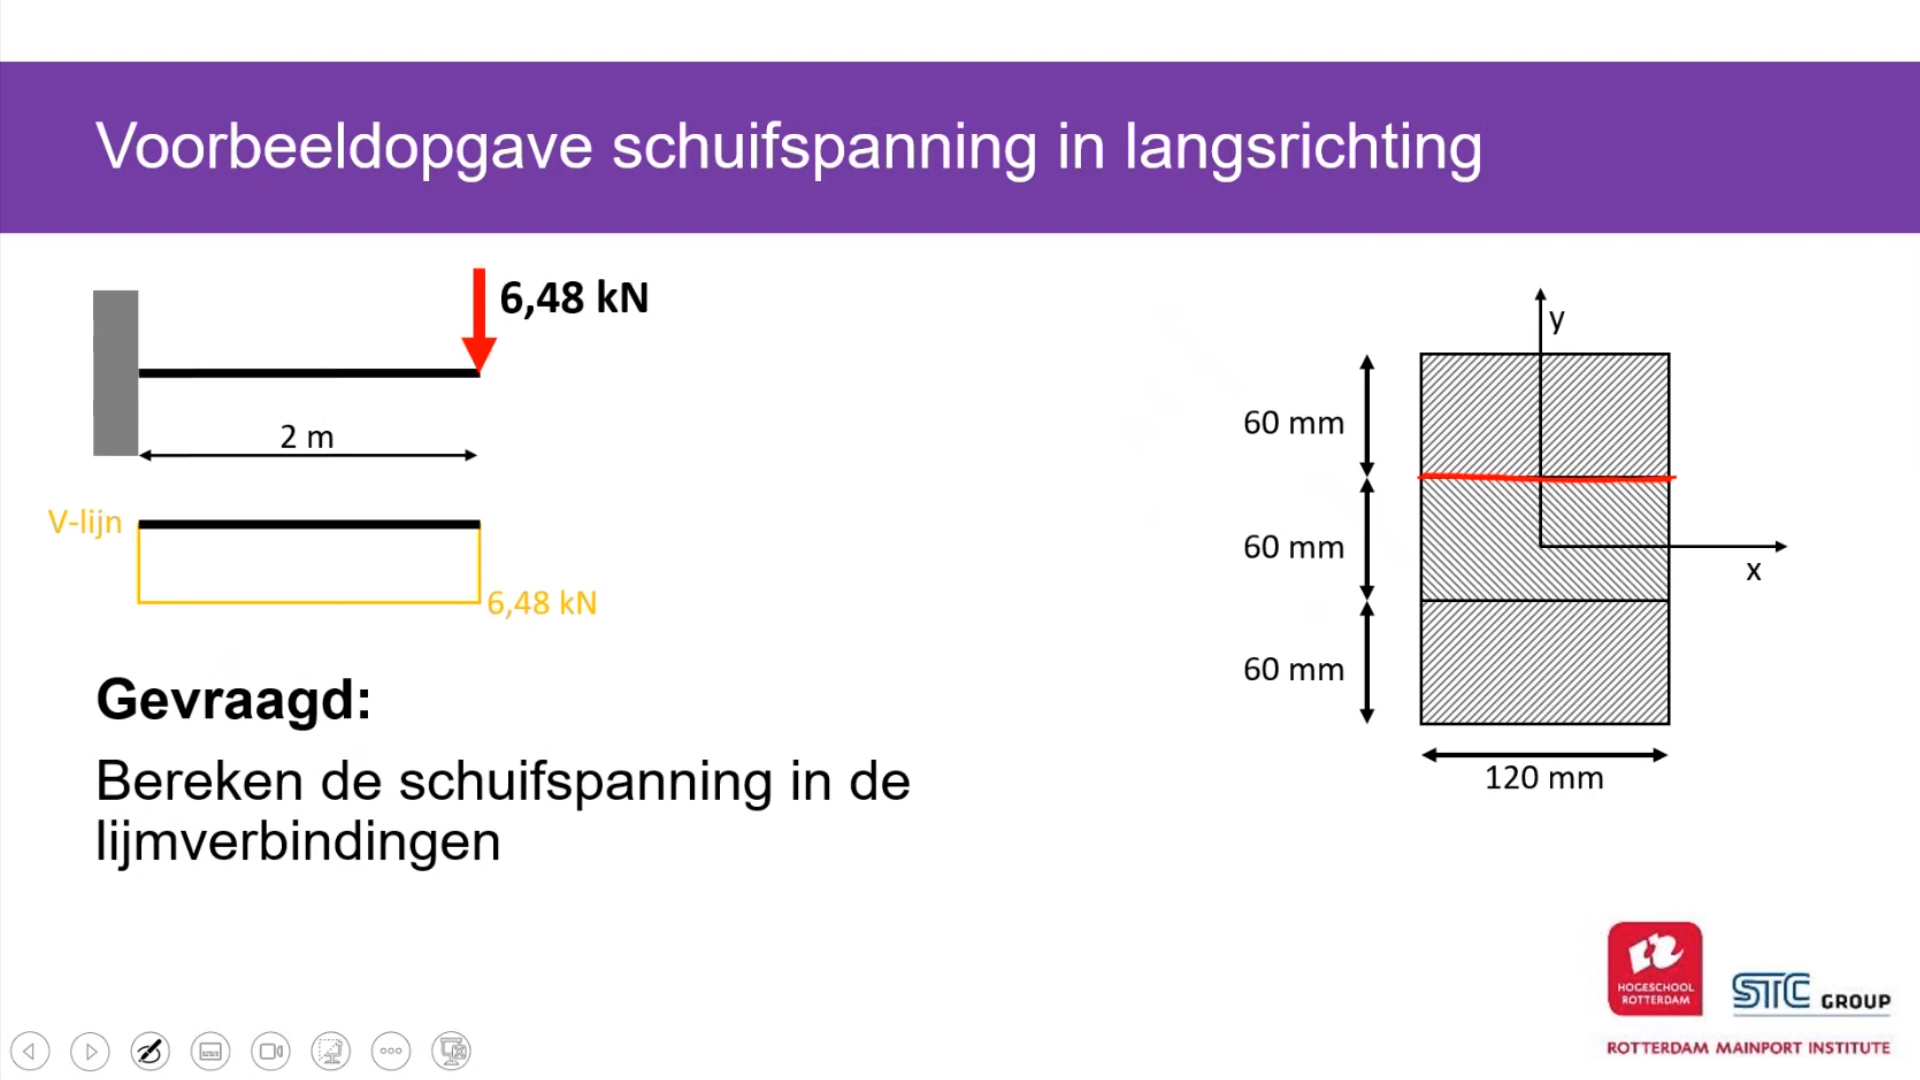 Voorbeeldopgave schuifspanning in langsrichting
6,48 kN
2 m
V-lijn
6,48 kN
Gevraagd:
Bereken de schuifspanning in de
lijmverbindingen
y
60 mm
60 mm
x
60 mm
120 mm
HOGESCHOOL
ROTTERDAM
STC GROUP
ROTTERDAM MAINPORT INSTITUTE